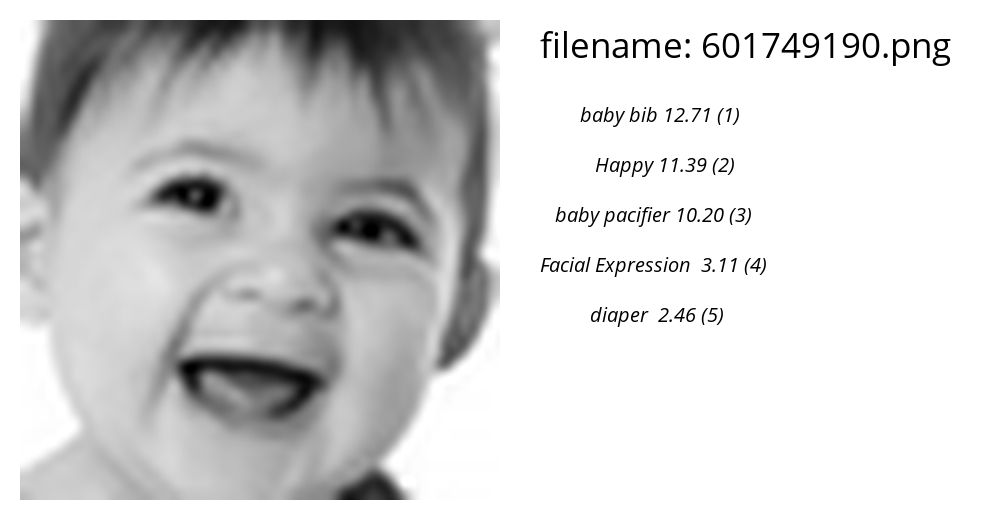 filename: 601749190.png
baby bib 12.71 (1)
Happy 11.39 (2)
baby pacifier 10.20 (3)
Facial Expression 3.11 (4)
diaper 2.46 (5)